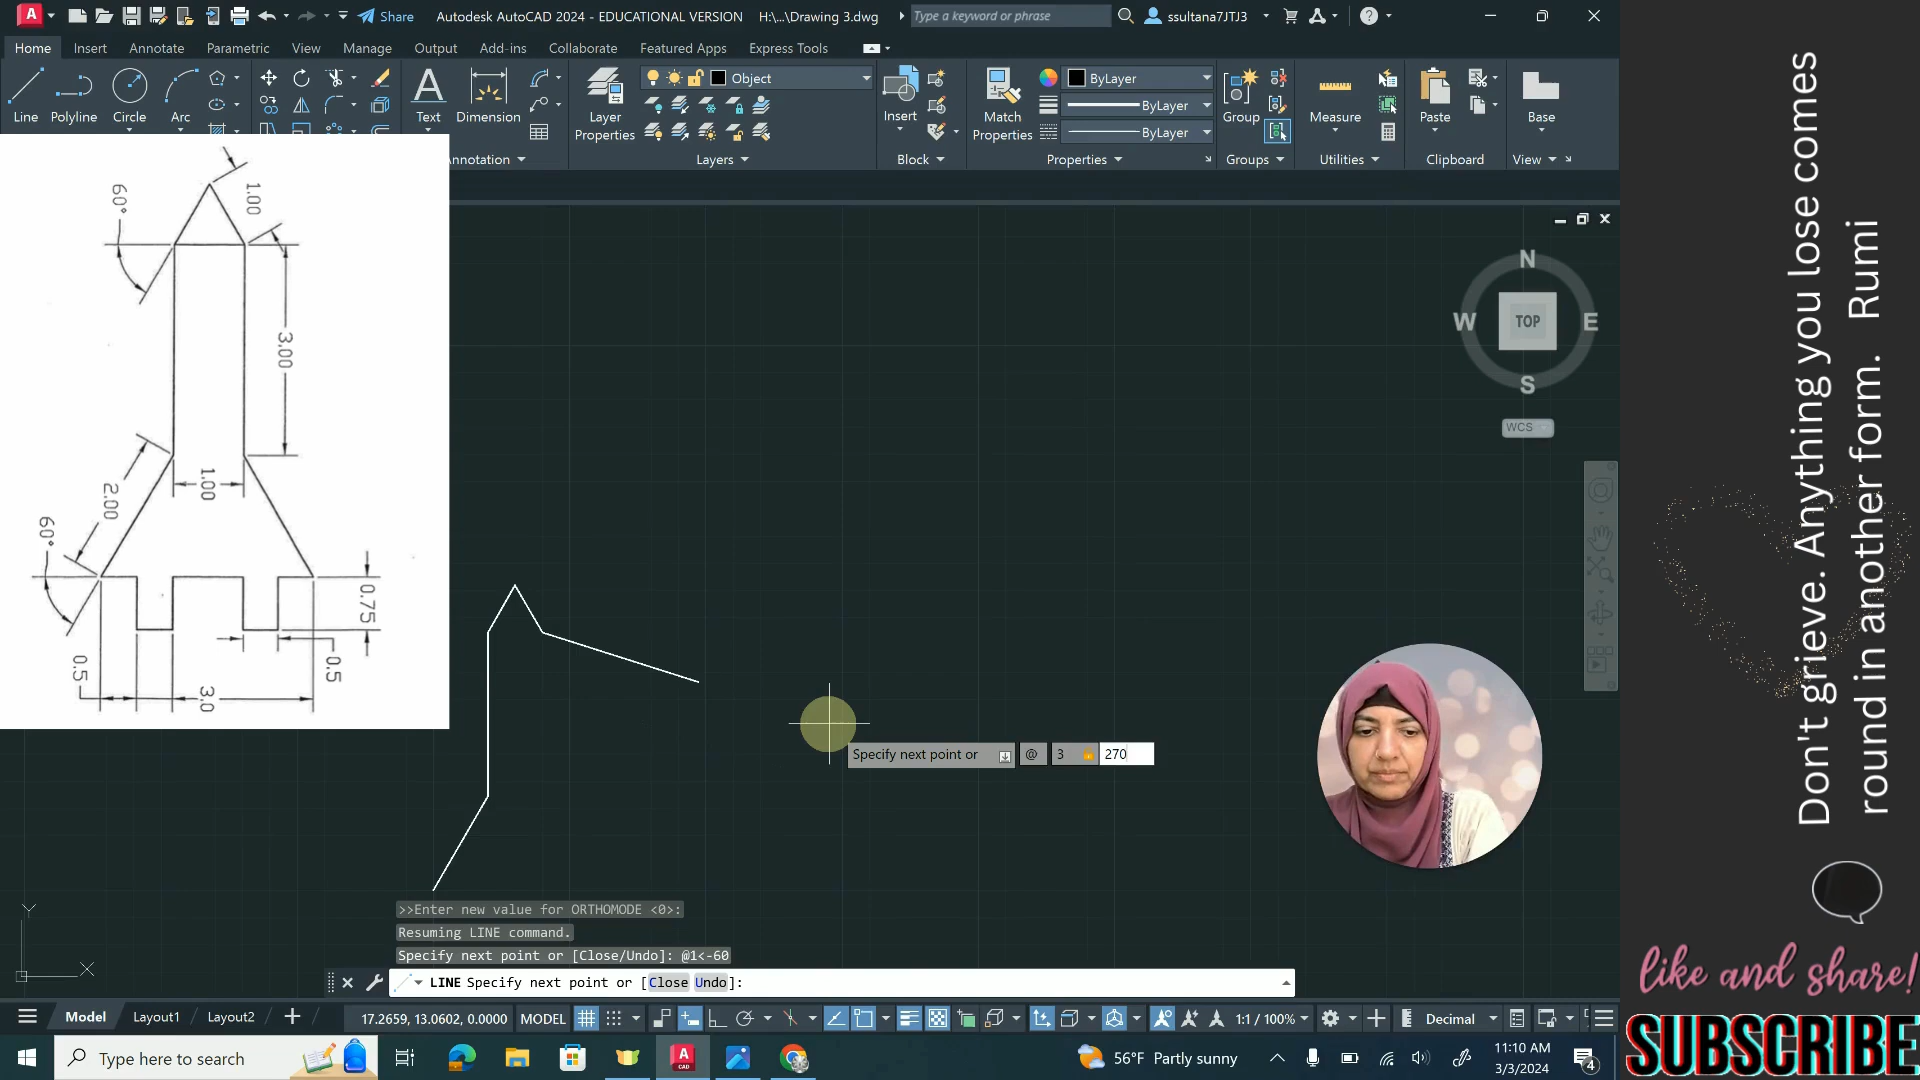 Share
Autodesk AutoCAD 2024 - EDUCATIONAL VERSION
H:\...\Drawing 3.dwg
Type a keyword or phrase
ssultana7JTJ3
Home
Insert
Annotate
Parametric
View
Manage
Output
Add-ins
Collaborate
Featured Apps
Express Tools
Line
Polyline
Circle
Arc
Text
Dimension
Layer
Properties
Object
Insert
Match
Properties
ByLayer
ByLayer
ByLayer
Group
Measure
Paste
Base
nnotation
Layers
Block
Properties
Groups
Utilities
Clipboard
View
60°
1.00
3.00
1.00
2.00
60°
0.75
0.5
3.0
0.5
N
W
TOP
E
S
WCS
Specify next point or
@
3
270
Y
X
>>Enter new value for ORTHOMODE <0>:
Resuming LINE command.
Specify next point or [Close/Undo]: @1<-60
LINE Specify next point or [Close Undo]:
Model
Layout1
Layout2
17.2659, 13.0602, 0.0000
MODEL
1:1 / 100%
Decimal
Type here to search
A
CAD
56°F Partly sunny
11:10 AM
3/3/2024
4
Don't grieve. Anything you lose comes
round in another form. Rumi
like and share!
SUBSCRIBE